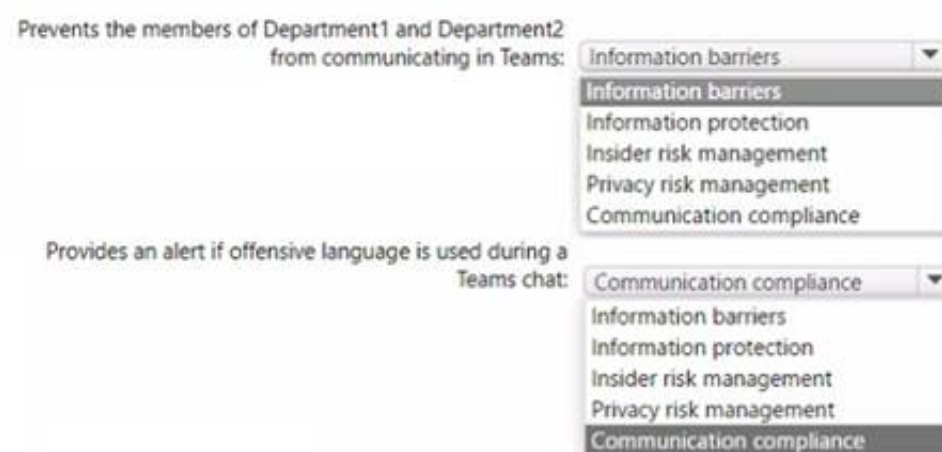 Prevents the members of Department1 and Department2
from communicating in Teams: Information barriers
Information barriers
Information protection
Insider risk management
Privacy risk management
Communication compliance
Provides an alert if offensive language is used during a
Teams chat: Communication compliance
Information barriers
Information protection
Insider risk management
Privacy risk management
Communication compliance